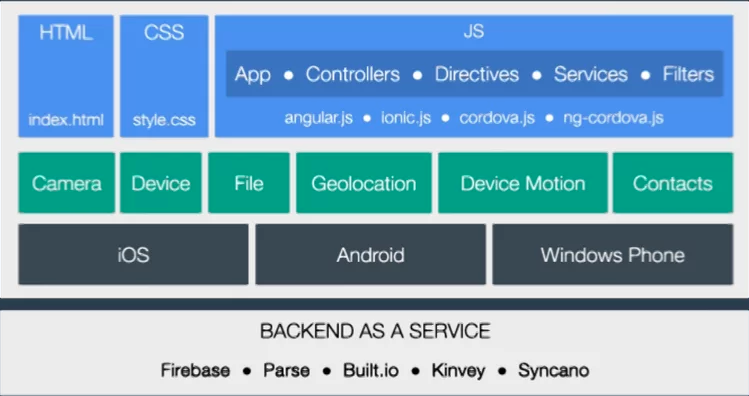 HTML CSS JS
App • Controllers • Directives • Services • Filters
index.html style.css angular.js • ionic.js • cordova.js • ng-cordova.js
Camera Device File Geolocation Device Motion Contacts
iOS Android Windows Phone
BACKEND AS A SERVICE
Firebase • Parse • Built.io • Kinvey • Syncano